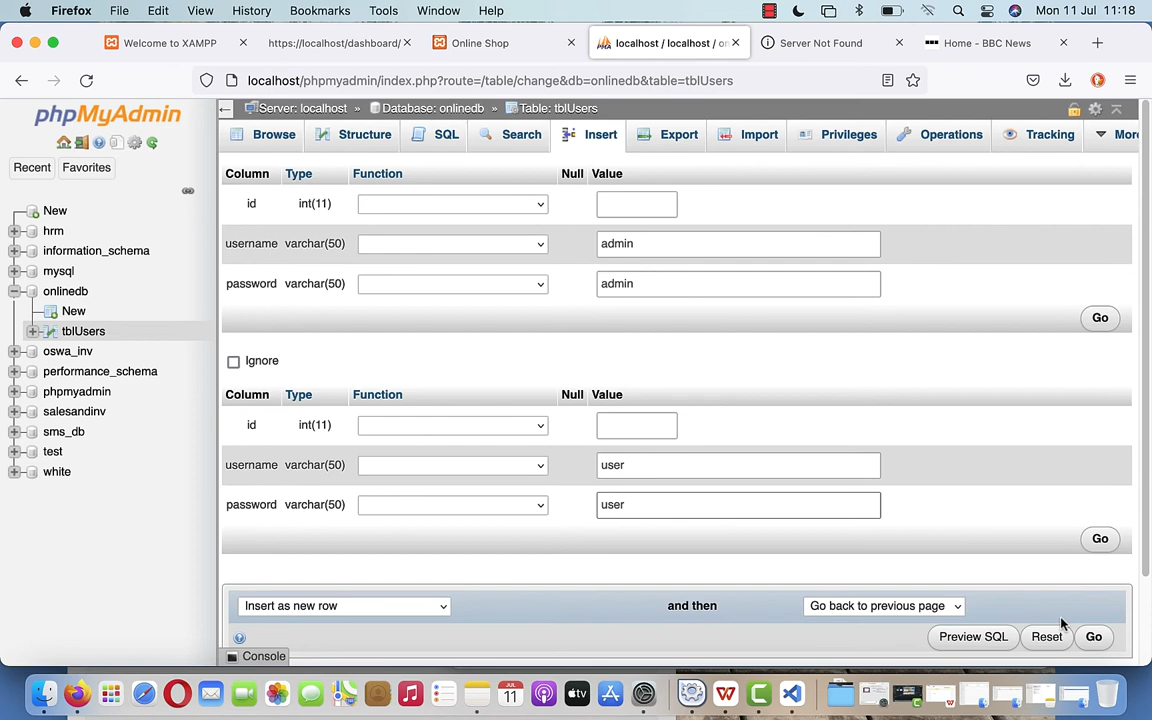 Firefox File Edit View History Bookmarks Tools Window Help Mon 11 Jul 11:18
Welcome to XAMPP https://localhost/dashboard/ Online Shop localhost / localhost / on Server Not Found Home - BBC News
localhost/phpmyadmin/index.php?route=/table/change&db=onlinedb&table=tblUsers
phpMyAdmin
Recent Favorites
New
hrm
information_schema
mysql
onlinedb
New
tblUsers
oswa_inv
performance_schema
phpmyadmin
salesandinv
sms_db
test
white
Server: localhost » Database: onlinedb » Table: tblUsers
Browse Structure SQL Search Insert Export Import Privileges Operations Tracking More
Column Type Function Null Value
id int(11)
username varchar(50) admin
password varchar(50) admin
Go
Ignore
Column Type Function Null Value
id int(11)
username varchar(50) user
password varchar(50) user
Go
Insert as new row and then Go back to previous page
Preview SQL Reset Go
Console
JUL
11
tv